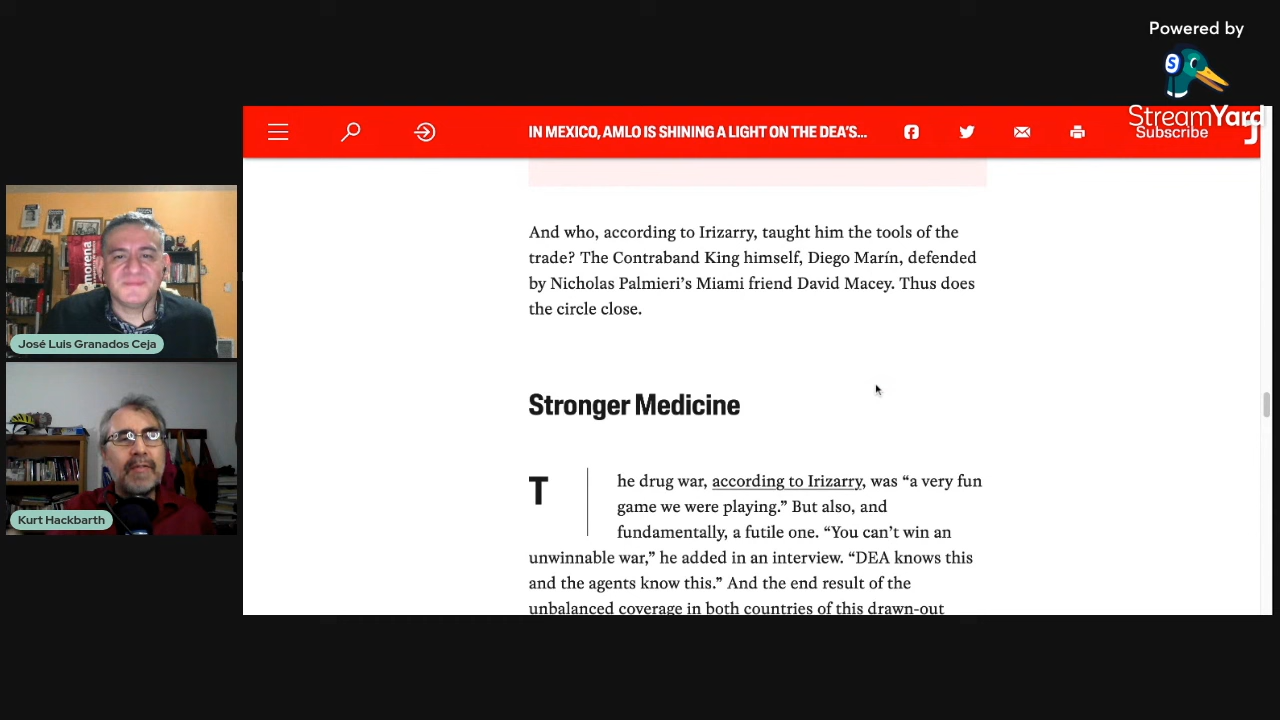 Powered by
StreamYard
IN MEXICO, AMLO IS SHINING A LIGHT ON THE DEA'S...
Subscribe
J
And who, according to Irizarry, taught him the tools of the
trade? The Contraband King himself, Diego Marín, defended
by Nicholas Palmieri's Miami friend David Macey. Thus does
the circle close.
Stronger Medicine
The drug war, according to Irizarry, was “a very fun
game we were playing.” But also, and
fundamentally, a futile one. “You can't win an
unwinnable war,” he added in an interview. “DEA knows this
and the agents know this.” And the end result of the
unbalanced coverage in both countries of this drawn-out
morena
José Luis Granados Ceja
Kurt Hackbarth